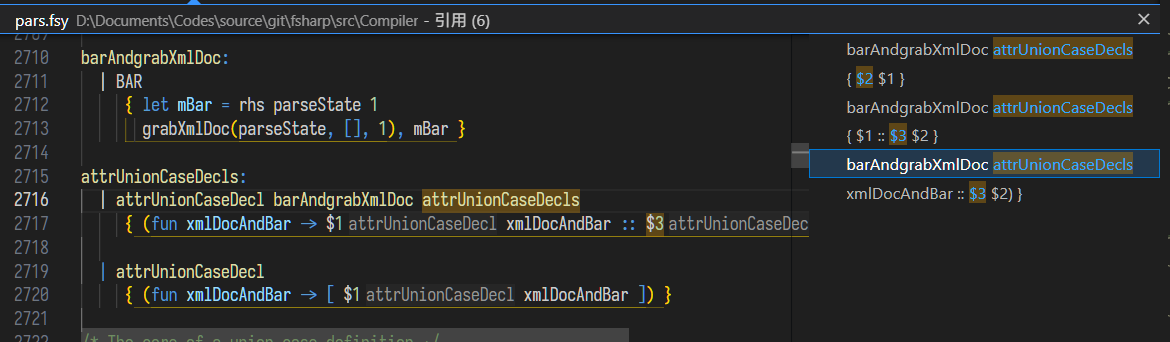 pars.fsy D:\Documents\Codes\source\git\fsharp\src\Compiler - 引用 (6)
2709
2710 barAndgrabXmlDoc:
2711 | BAR
2712 { let mBar = rhs parseState 1
2713 grabXmlDoc(parseState, [], 1), mBar }
2714
2715 attrUnionCaseDecls:
2716 | attrUnionCaseDecl barAndgrabXmlDoc attrUnionCaseDecls
2717 { (fun xmlDocAndBar -> $1 attrUnionCaseDecl xmlDocAndBar :: $3 attrUnionCaseDec
2718
2719 | attrUnionCaseDecl
2720 { (fun xmlDocAndBar -> [ $1 attrUnionCaseDecl xmlDocAndBar ]) }
2721
2722 /* The core of a union case definition */
barAndgrabXmlDoc attrUnionCaseDecls
{ $2 $1 }
barAndgrabXmlDoc attrUnionCaseDecls
{ $1 :: $3 $2 }
barAndgrabXmlDoc attrUnionCaseDecls
xmlDocAndBar :: $3 $2) }